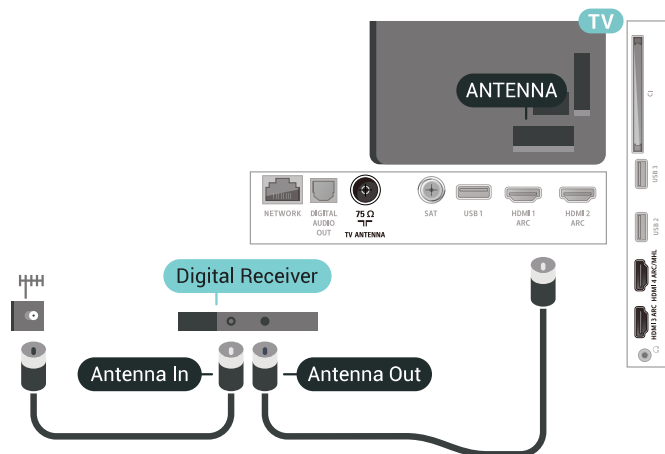 TV
ANTENNA
CI
USB 3
USB 2
HDMI 4 ARC/MHL
HDMI 3 ARC
NETWORK
DIGITAL
AUDIO
OUT
75 Ω
TV ANTENNA
SAT
USB 1
HDMI 1
ARC
HDMI 2
ARC
Digital Receiver
Antenna In
Antenna Out